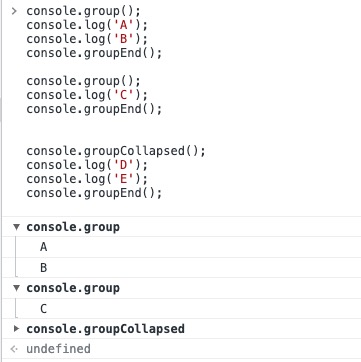 console.group();
console.log('A');
console.log('B');
console.groupEnd();
console.group();
console.log('C');
console.groupEnd();
console.groupCollapsed();
console.log('D');
console.log('E');
console.groupEnd();
console.group
A
B
console.group
C
console.groupCollapsed
undefined